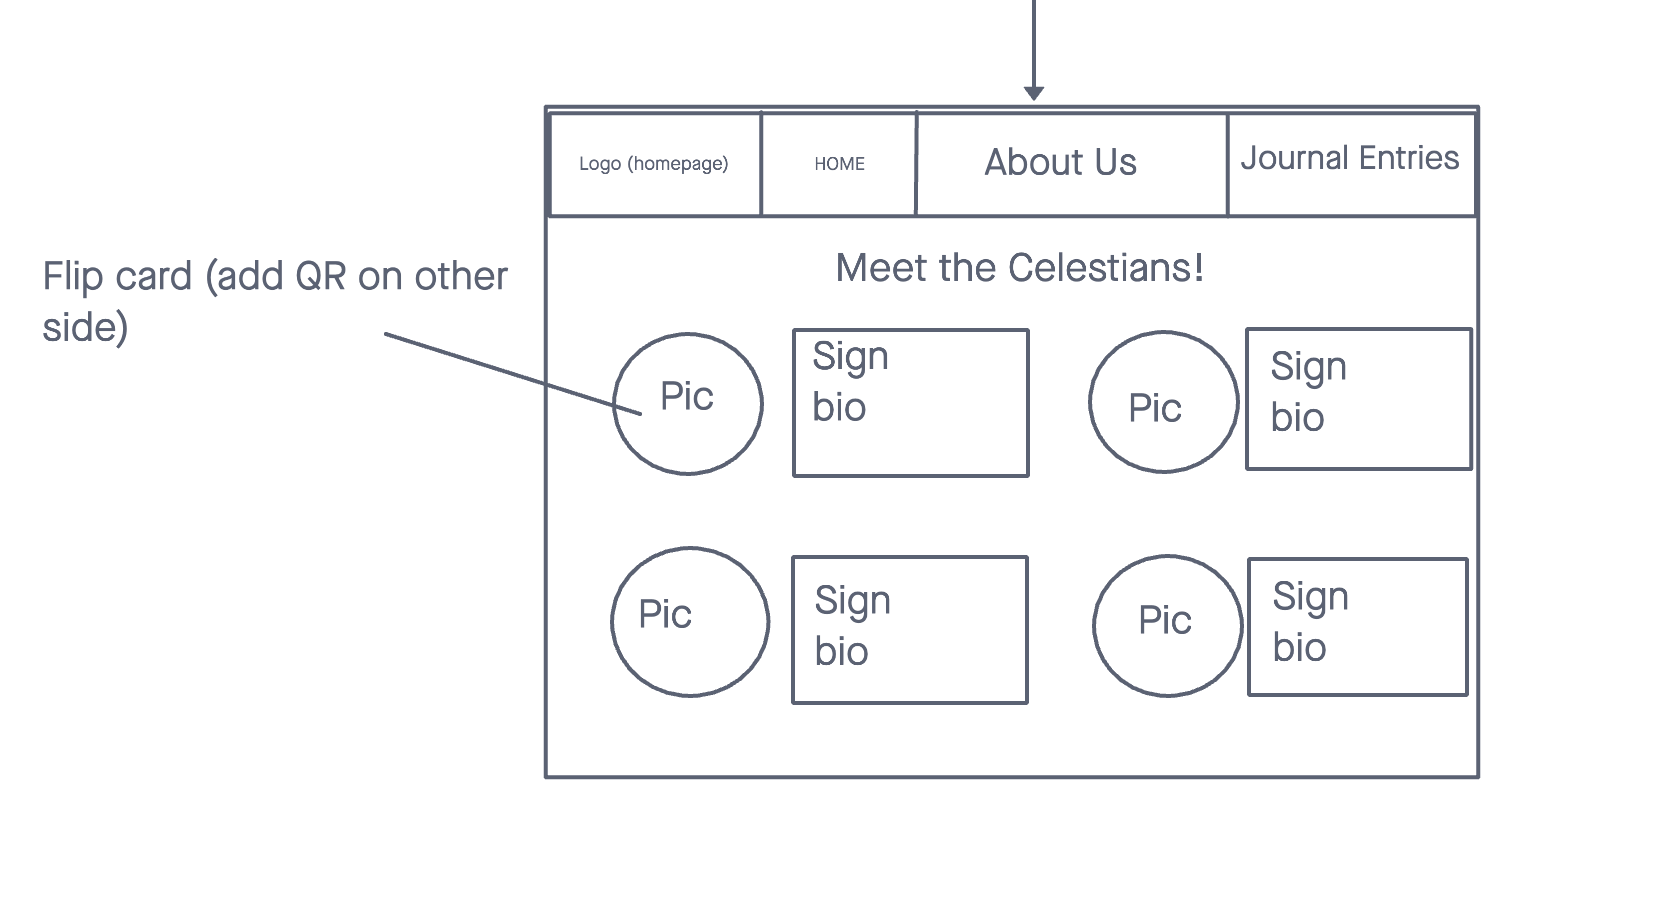 Logo (homepage)
HOME
About Us
Journal Entries
Flip card (add QR on other
side)
Meet the Celestians!
Pic
Sign
bio
Pic
Sign
bio
Pic
Sign
bio
Pic
Sign
bio